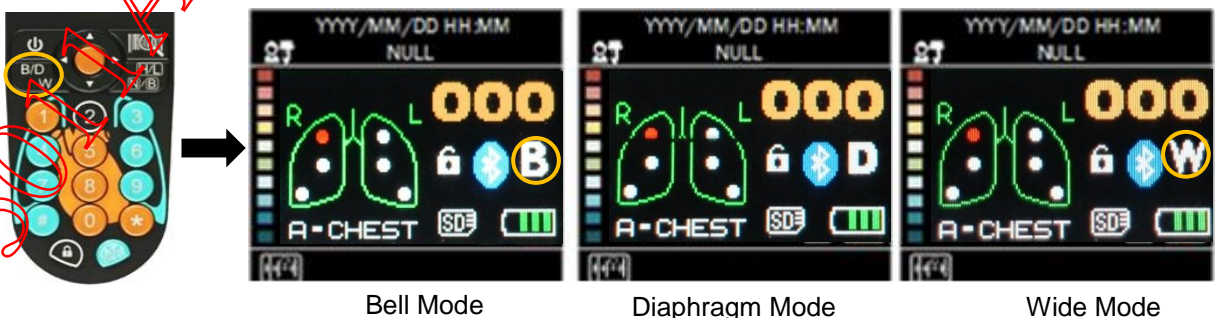 B/D
W
H/L
N/B
1
2
3
5
6
7
8
9
#
0
*
YYYY/MM/DD HH:MM
NULL
000
R
L
B
A-CHEST
SD
YYYY/MM/DD HH:MM
NULL
000
R
L
D
A-CHEST
SD
YYYY/MM/DD HH:MM
NULL
000
R
L
W
A-CHEST
SD
Bell Mode
Diaphragm Mode
Wide Mode